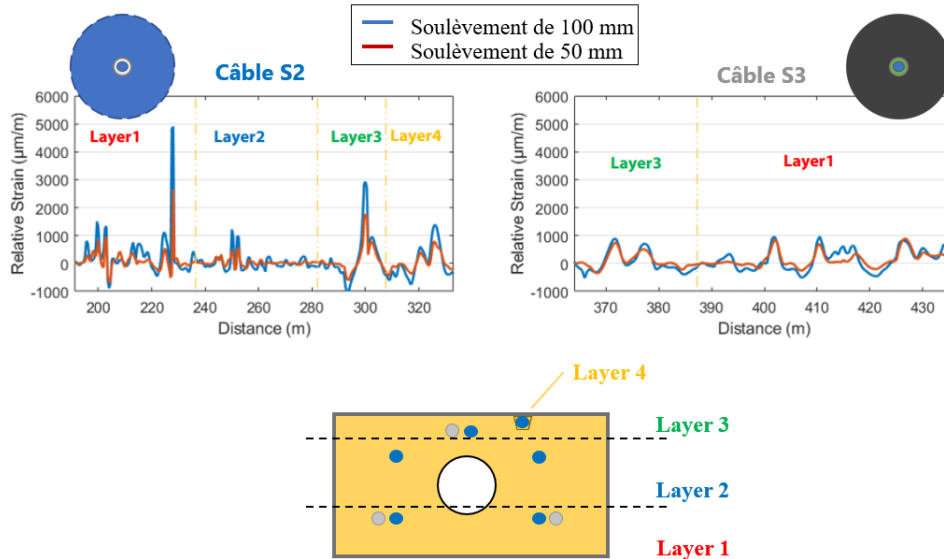 Soulèvement de 100 mm
Soulèvement de 50 mm
Câble S2
Câble S3
6000
5000
4000
3000
2000
1000
0
-1000
Relative Strain (µm/m)
Layer1
Layer2
Layer3
Layer4
200 220 240 260 280 300 320
Distance (m)
6000
5000
4000
3000
2000
1000
0
-1000
Relative Strain (µm/m)
Layer3
Layer1
370 380 390 400 410 420 430
Distance (m)
Layer 4
Layer 3
Layer 2
Layer 1